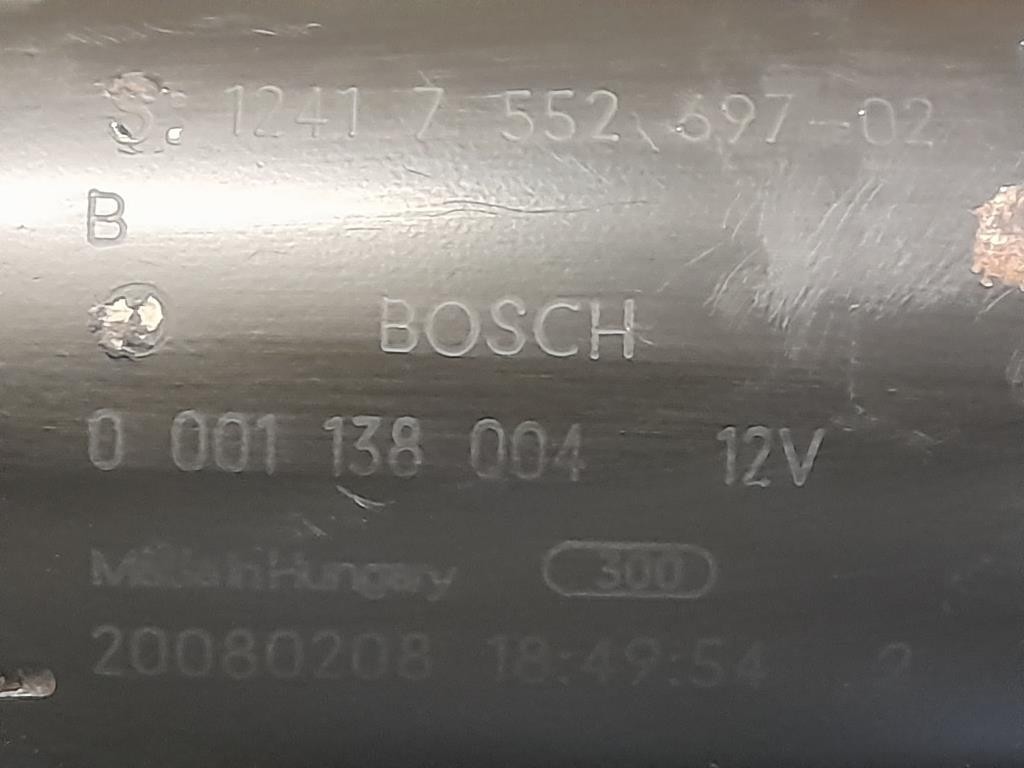 S: 1241 7 552 697-02
B
BOSCH
0 001 138 004 12V
Made in Hungary 300
20080208 18:49:54 2